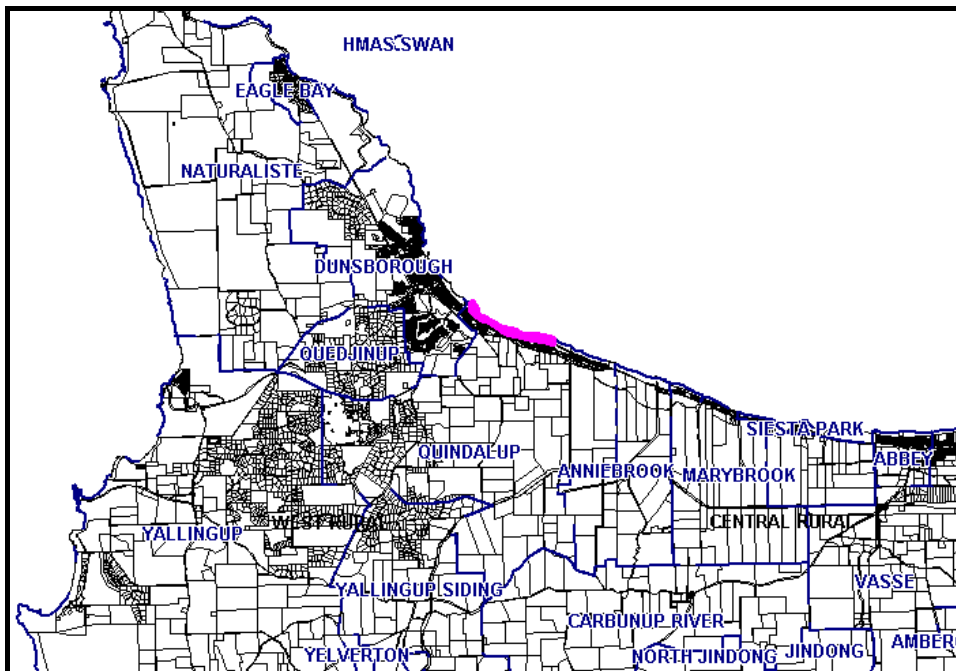 HMAS SWAN
EAGLE BAY
NATURALISTE
DUNSBOROUGH
QUEDJINUP
SIESTA PARK
QUINDALUP
ABBEY
ANNIEBROOK
MARYBROOK
WEST RURAL
CENTRAL RURAL
YALLINGUP
VASSE
YALLINGUP SIDING
CARBUNUP RIVER
AMBERG
YELVERTON
NORTH JINDONG
JINDONG